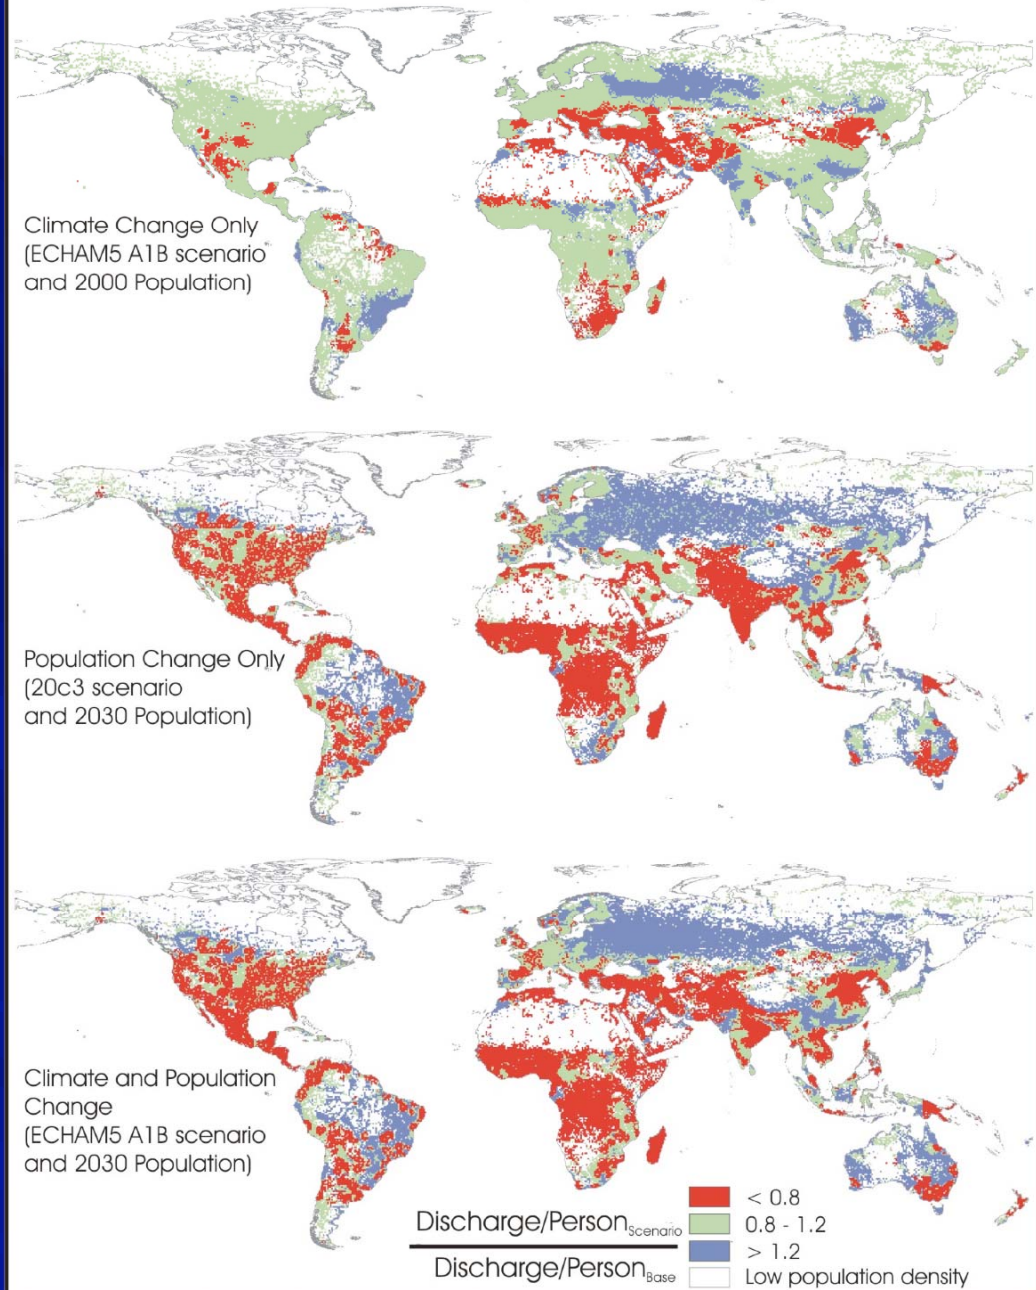 Climate Change Only
(ECHAM5 A1B scenario
and 2000 Population)
Population Change Only
(20c3 scenario
and 2030 Population)
Climate and Population
Change
(ECHAM5 A1B scenario
and 2030 Population)
Discharge/PersonScenario
Discharge/PersonBase
< 0.8
0.8 - 1.2
> 1.2
Low population density